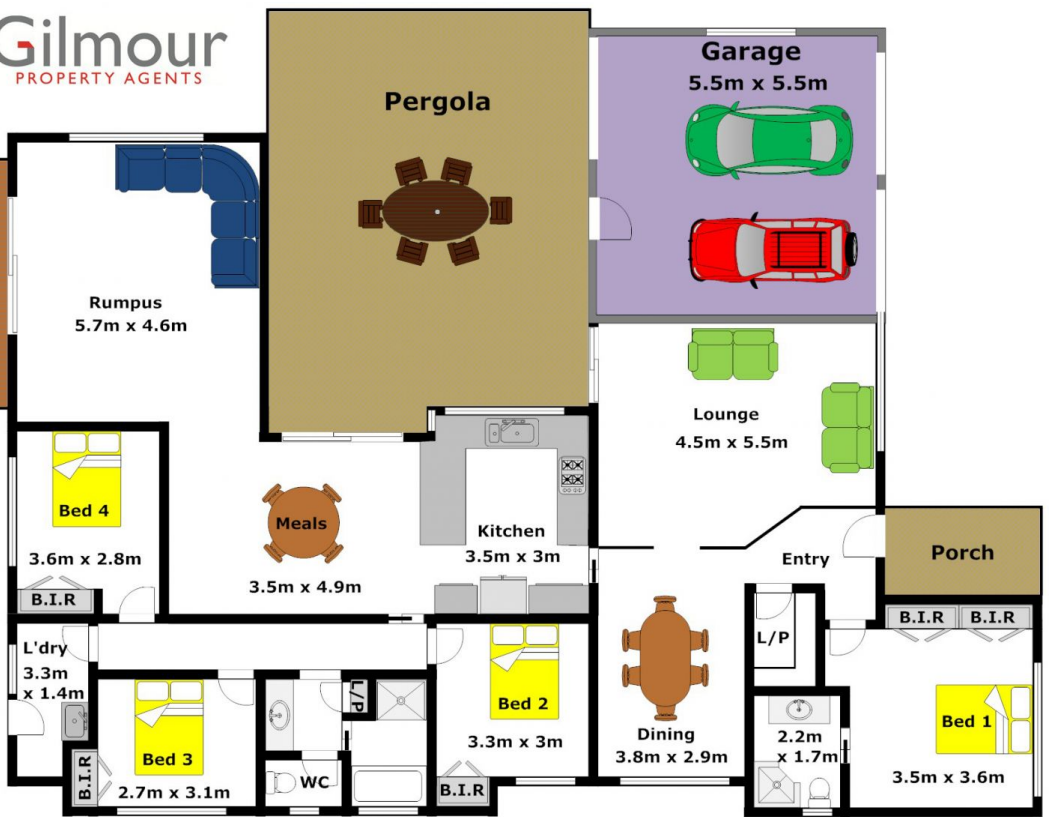 Gilmour
PROPERTY AGENTS
Pergola
Garage
5.5m x 5.5m
Rumpus
5.7m x 4.6m
Lounge
4.5m x 5.5m
Bed 4
3.6m x 2.8m
B.I.R
Meals
3.5m x 4.9m
Kitchen
3.5m x 3m
Entry
Porch
L/P
B.I.R
B.I.R
L'dry
3.3m
x 1.4m
Bed 3
2.7m x 3.1m
B.I.R
WC
L/P
Bed 2
3.3m x 3m
B.I.R
Dining
3.8m x 2.9m
2.2m
x 1.7m
Bed 1
3.5m x 3.6m